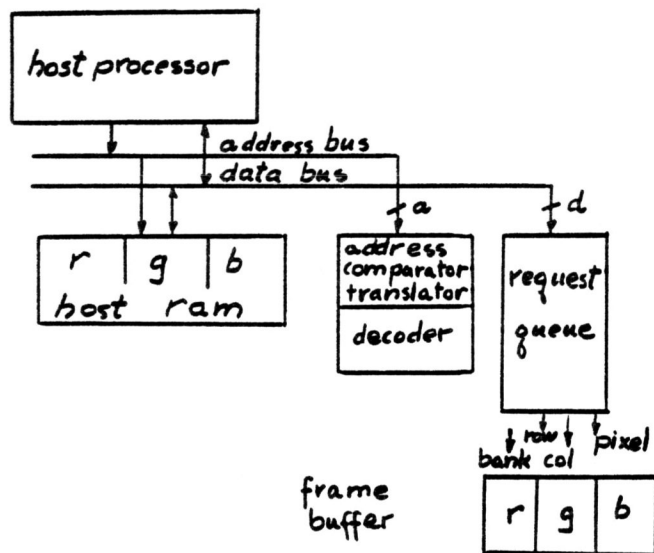 host processor
address bus
data bus
a
d
r g b
host ram
address
comparator
translator
decoder
request
queue
row pixel
bank col
frame
buffer
r g b